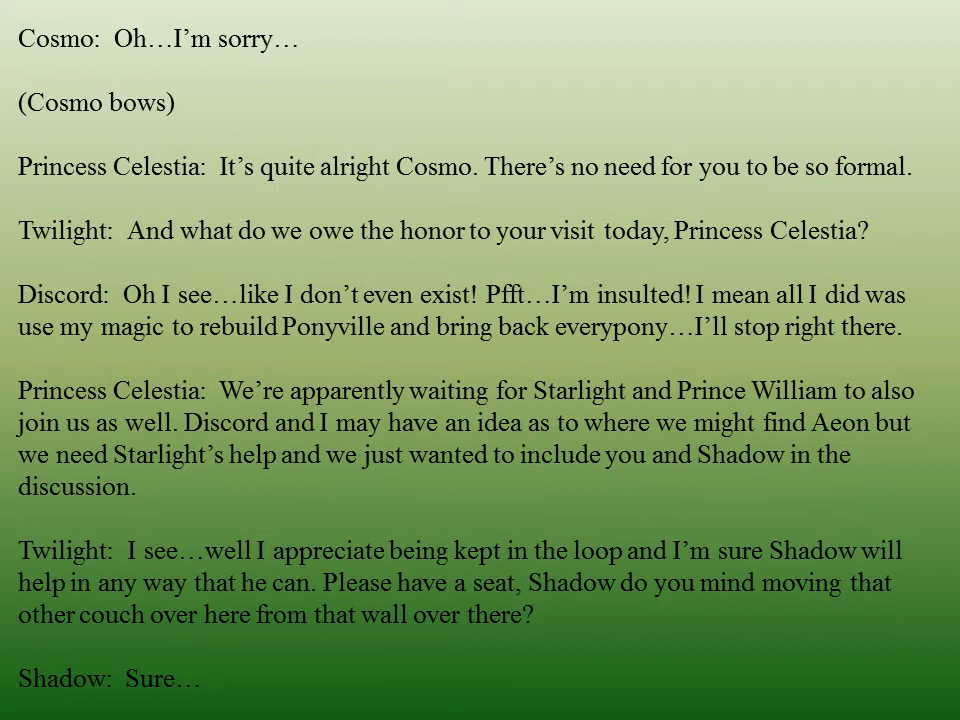 Cosmo:  Oh…I’m sorry…
(Cosmo bows)
Princess Celestia:  It’s quite alright Cosmo. There’s no need for you to be so formal.
Twilight:  And what do we owe the honor to your visit today, Princess Celestia?
Discord:  Oh I see…like I don’t even exist! Pfft…I’m insulted! I mean all I did was
use my magic to rebuild Ponyville and bring back everypony…I’ll stop right there.
Princess Celestia:  We’re apparently waiting for Starlight and Prince William to also
join us as well. Discord and I may have an idea as to where we might find Aeon but
we need Starlight’s help and we just wanted to include you and Shadow in the
discussion.
Twilight:  I see…well I appreciate being kept in the loop and I’m sure Shadow will
help in any way that he can. Please have a seat, Shadow do you mind moving that
other couch over here from that wall over there?
Shadow:  Sure…